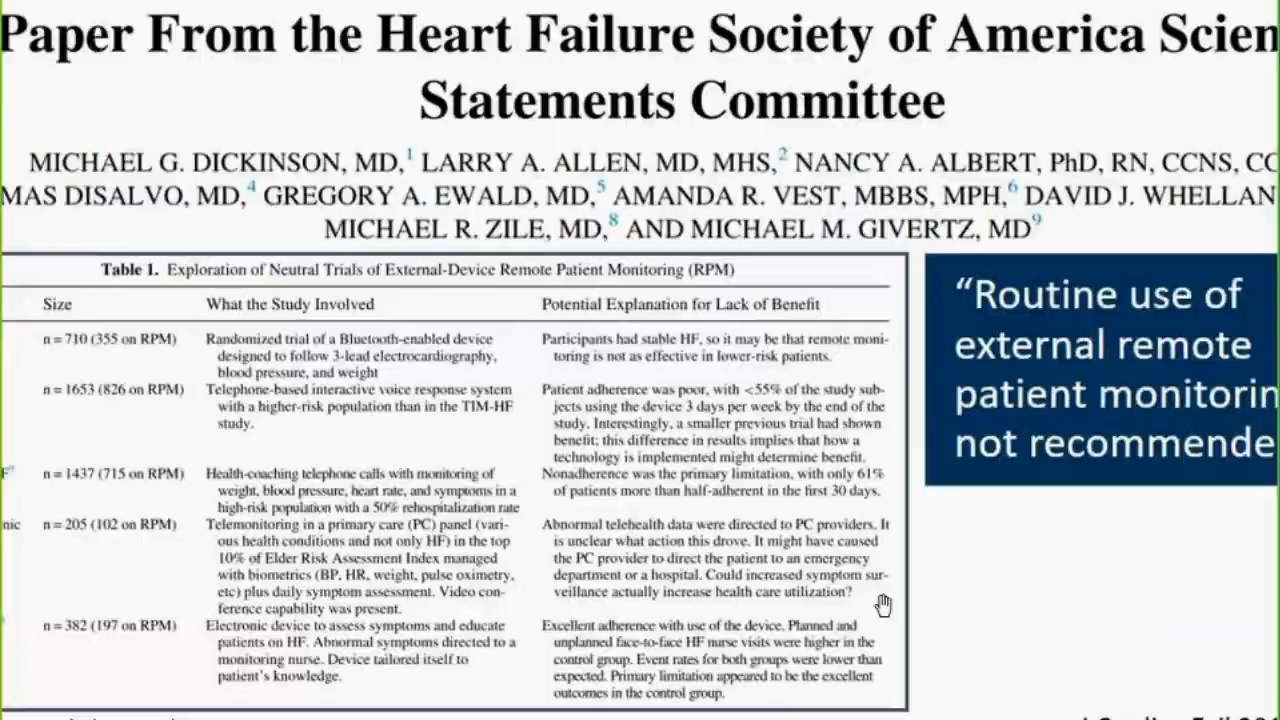 Paper From the Heart Failure Society of America Scien
Statements Committee
MICHAEL G. DICKINSON, MD,1 LARRY A. ALLEN, MD, MHS,2 NANCY A. ALBERT, PhD, RN, CCNS, CC
MAS DISALVO, MD,4 GREGORY A. EWALD, MD,5 AMANDA R. VEST, MBBS, MPH,6 DAVID J. WHELLAN
MICHAEL R. ZILE, MD,8 AND MICHAEL M. GIVERTZ, MD9
Table 1. Exploration of Neutral Trials of External-Device Remote Patient Monitoring (RPM)
Size What the Study Involved Potential Explanation for Lack of Benefit
n = 710 (355 on RPM) Randomized trial of a Bluetooth-enabled device Participants had stable HF, so it may be that remote moni-
designed to follow 3-lead electrocardiography, toring is not as effective in lower-risk patients.
blood pressure, and weight
n = 1653 (826 on RPM) Telephone-based interactive voice response system Patient adherence was poor, with <55% of the study sub-
with a higher-risk population than in the TIM-HF jects using the device 3 days per week by the end of the
study. study. Interestingly, a smaller previous trial had shown
benefit; this difference in results implies that how a
technology is implemented might determine benefit.
n = 1437 (715 on RPM) Health-coaching telephone calls with monitoring of Nonadherence was the primary limitation, with only 61%
weight, blood pressure, heart rate, and symptoms in a of patients more than half-adherent in the first 30 days.
high-risk population with a 50% rehospitalization rate
nic n = 205 (102 on RPM) Telemonitoring in a primary care (PC) panel (vari- Abnormal telehealth data were directed to PC providers. It
ous health conditions and not only HF) in the top is unclear what action this drove. It might have caused
10% of Elder Risk Assessment Index managed the PC provider to direct the patient to an emergency
with biometrics (BP, HR, weight, pulse oximetry, department or a hospital. Could increased symptom sur-
etc) plus daily symptom assessment. Video con- veillance actually increase health care utilization?
ference capability was present.
n = 382 (197 on RPM) Electronic device to assess symptoms and educate Excellent adherence with use of the device. Planned and
patients on HF. Abnormal symptoms directed to a unplanned face-to-face HF nurse visits were higher in the
monitoring nurse. Device tailored itself to control group. Event rates for both groups were lower than
patient's knowledge. expected. Primary limitation appeared to be the excellent
outcomes in the control group.
“Routine use of
external remote
patient monitorin
not recommende